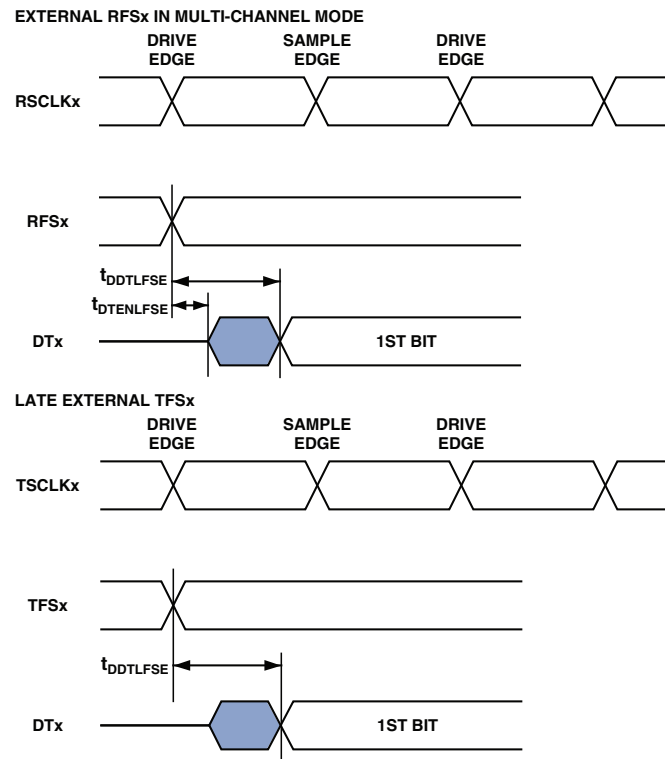 EXTERNAL RFSx IN MULTI-CHANNEL MODE
DRIVE EDGE
SAMPLE EDGE
DRIVE EDGE
RSCLKx
RFSx
tDDTLFSE
tDTENLFSE
DTx
1ST BIT
LATE EXTERNAL TFSx
DRIVE EDGE
SAMPLE EDGE
DRIVE EDGE
TSCLKx
TFSx
tDDTLFSE
DTx
1ST BIT